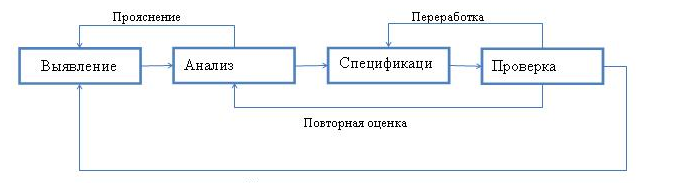 Прояснение
Переработка
Выявление
Анализ
Спецификаци
Проверка
Повторная оценка